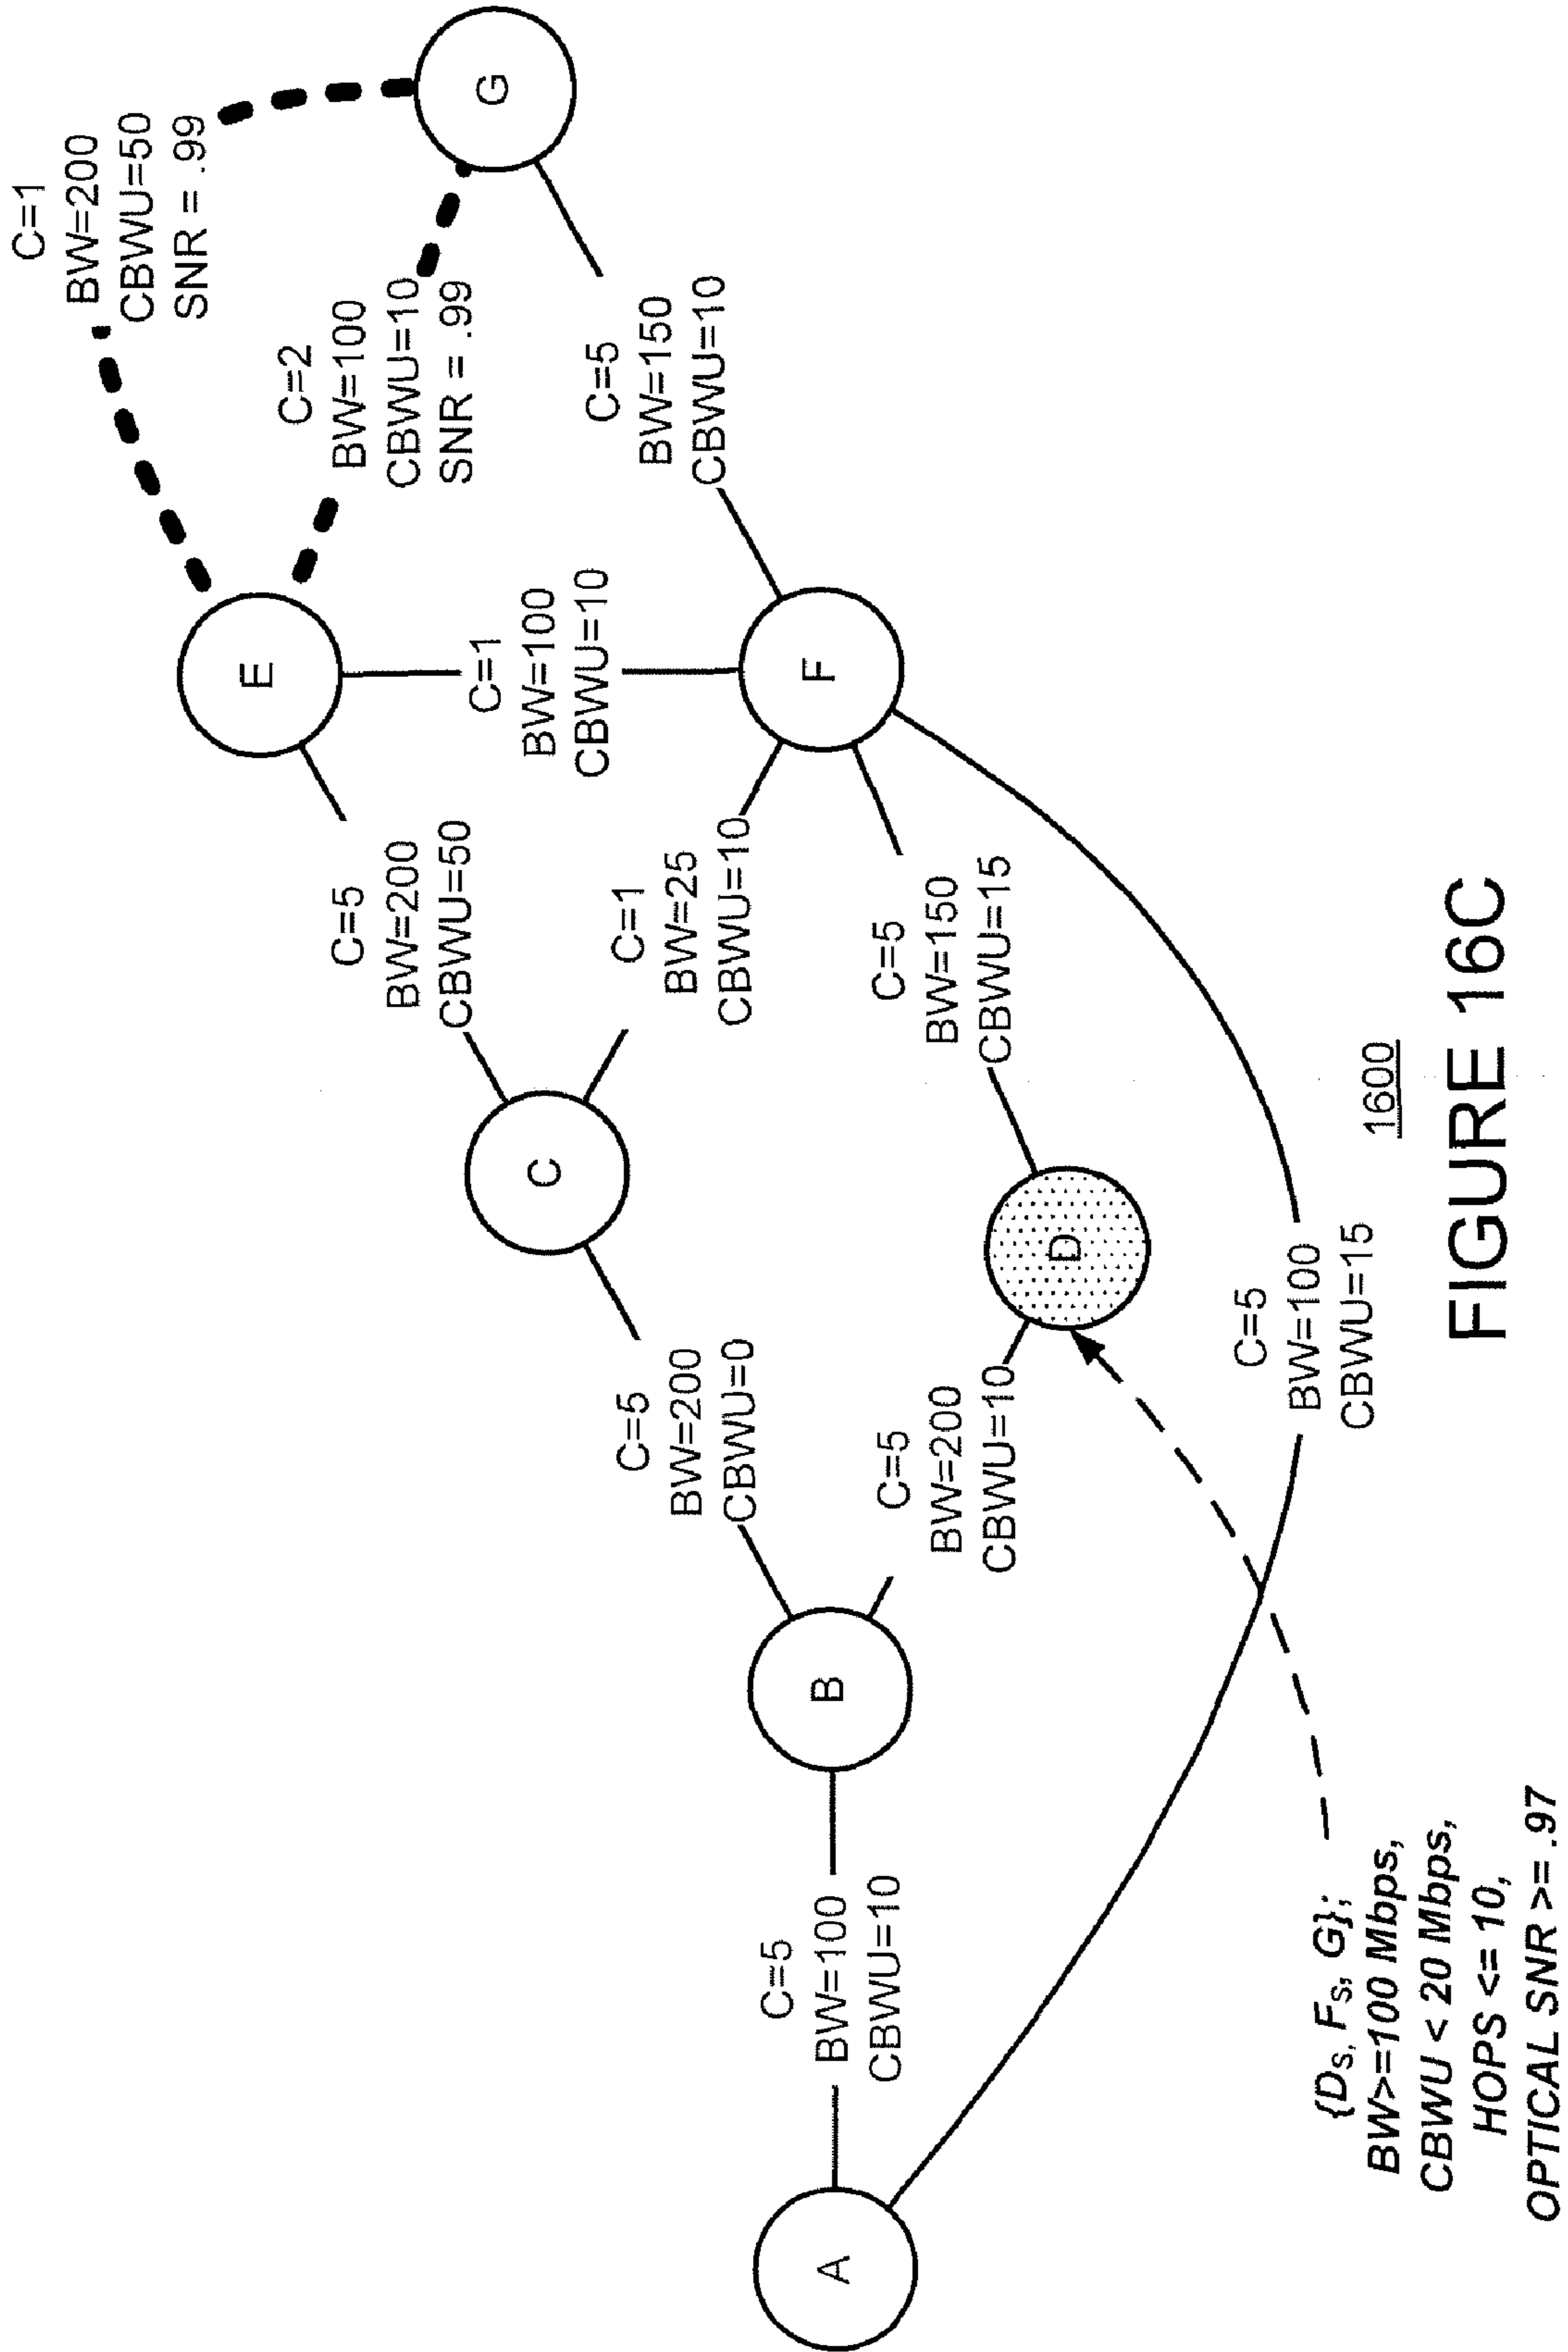 C=1
BW=200
CBWU=50
SNR = .99
C=2
BW=100
CBWU=10
SNR = .99
G
E
C=5
BW=200
CBWU=50
C=1
BW=100
CBWU=10
C=5
BW=150
CBWU=10
C
C=1
BW=25
CBWU=10
F
C=5
BW=200
CBWU=0
C=5
BW=150
CBWU=15
B
C=5
BW=200
CBWU=10
D
A
C=5
BW=100
CBWU=10
C=5
BW=100
CBWU=15
{D_S, F_S, G};
BW>=100 Mbps,
CBWU < 20 Mbps,
HOPS <= 10,
OPTICAL SNR >= .97
1600
FIGURE 16C